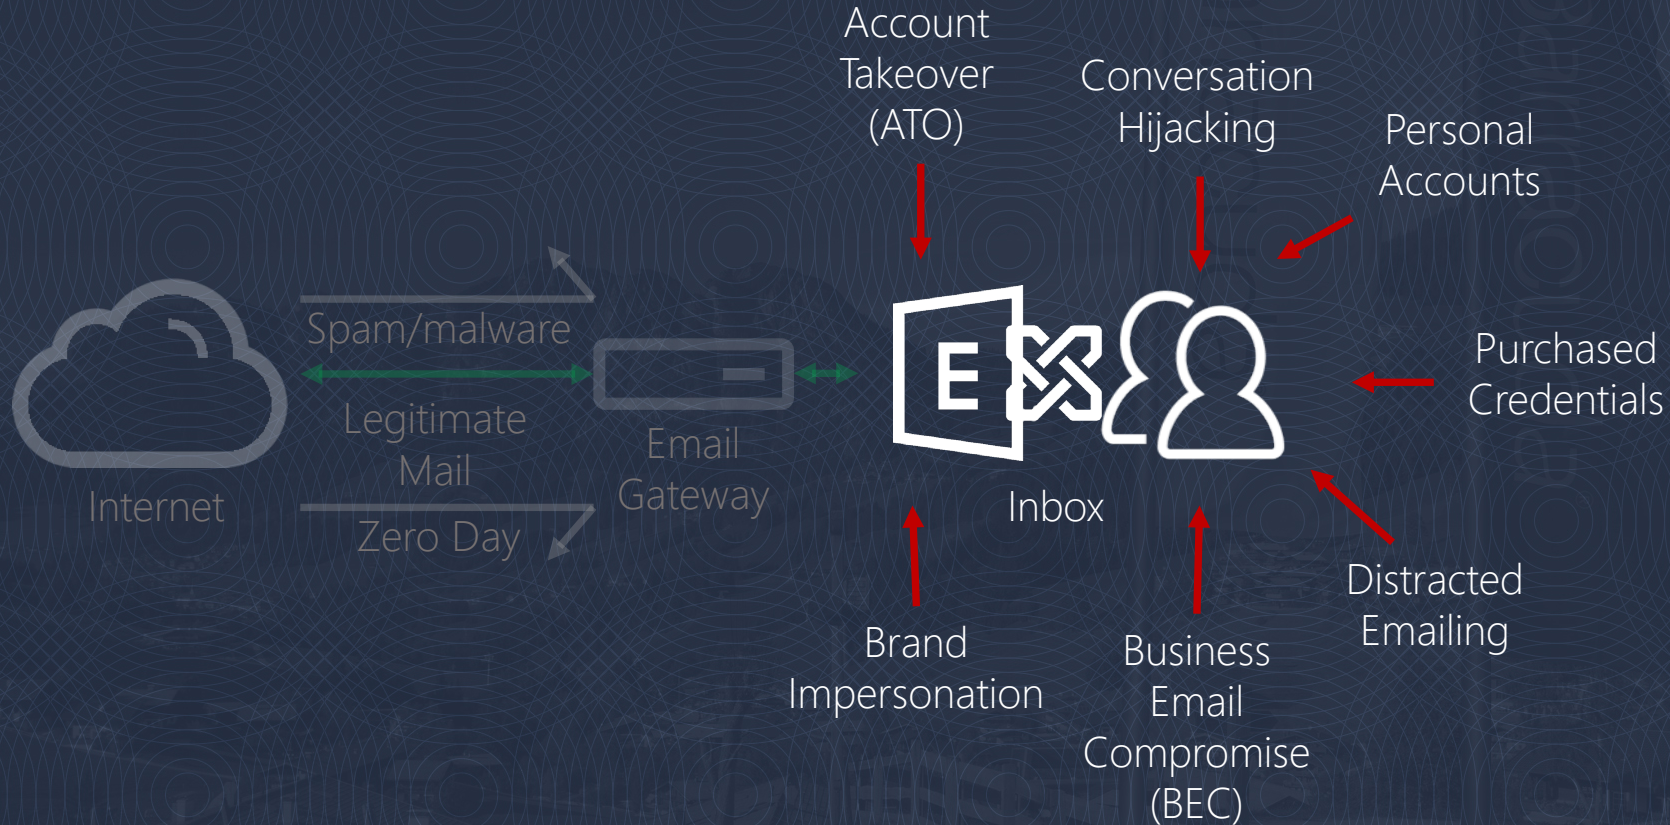 Account
Takeover
(ATO)
Conversation
Hijacking
Personal
Accounts
Spam/malware
Legitimate
Mail
Zero Day
Internet
Email
Gateway
E
Inbox
Purchased
Credentials
Distracted
Emailing
Brand
Impersonation
Business
Email
Compromise
(BEC)